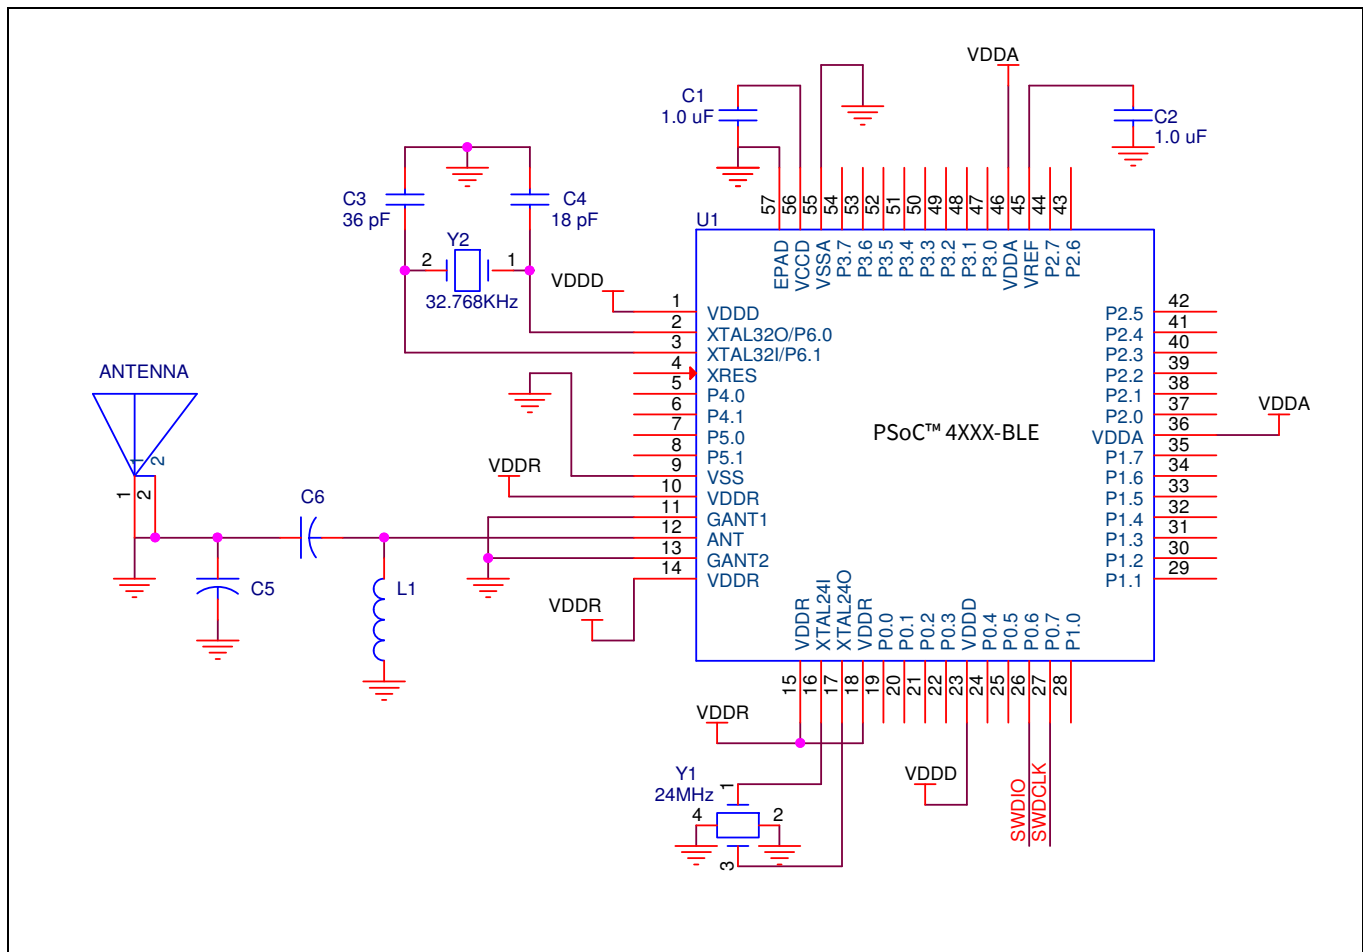 VDDA
C1
1.0 uF
C2
1.0 uF
C3
36 pF
C4
18 pF
Y2
2
1
32.768KHz
VDDD
U1
57
56
55
54
53
52
51
50
49
48
47
46
45
44
43
EPAD
VCCD
VSSA
P3.7
P3.6
P3.5
P3.4
P3.3
P3.2
P3.1
P3.0
VDDA
VREF
P2.7
P2.6
1 VDDD
2 XTAL32O/P6.0
3 XTAL32I/P6.1
4 XRES
5 P4.0
6 P4.1
7 P5.0
8 P5.1
9 VSS
10 VDDR
11 GANT1
12 ANT
13 GANT2
14 VDDR
PSoC™ 4XXX-BLE
P2.5 42
P2.4 41
P2.3 40
P2.2 39
P2.1 38
P2.0 37
VDDA 36
P1.7 35
P1.6 34
P1.5 33
P1.4 32
P1.3 31
P1.2 30
P1.1 29
VDDA
ANTENNA
1
2
1
2
VDDR
C6
C5
L1
VDDR
VDDR
XTAL24I
XTAL24O
VDDR
P0.0
P0.1
P0.2
P0.3
VDDD
P0.4
P0.5
P0.6
P0.7
P1.0
15
16
17
18
19
20
21
22
23
24
25
26
27
28
VDDR
Y1
24MHz
1
4
2
3
VDDD
SWDIO
SWDCLK